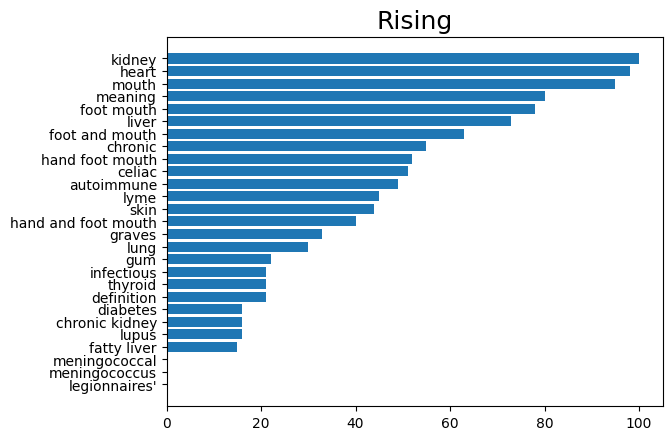 Rising
kidney
heart
mouth
meaning
foot mouth
liver
foot and mouth
chronic
hand foot mouth
celiac
autoimmune
lyme
skin
hand and foot mouth
graves
lung
gum
infectious
thyroid
definition
diabetes
chronic kidney
lupus
fatty liver
meningococcal
meningococcus
legionnaires'
0 20 40 60 80 100